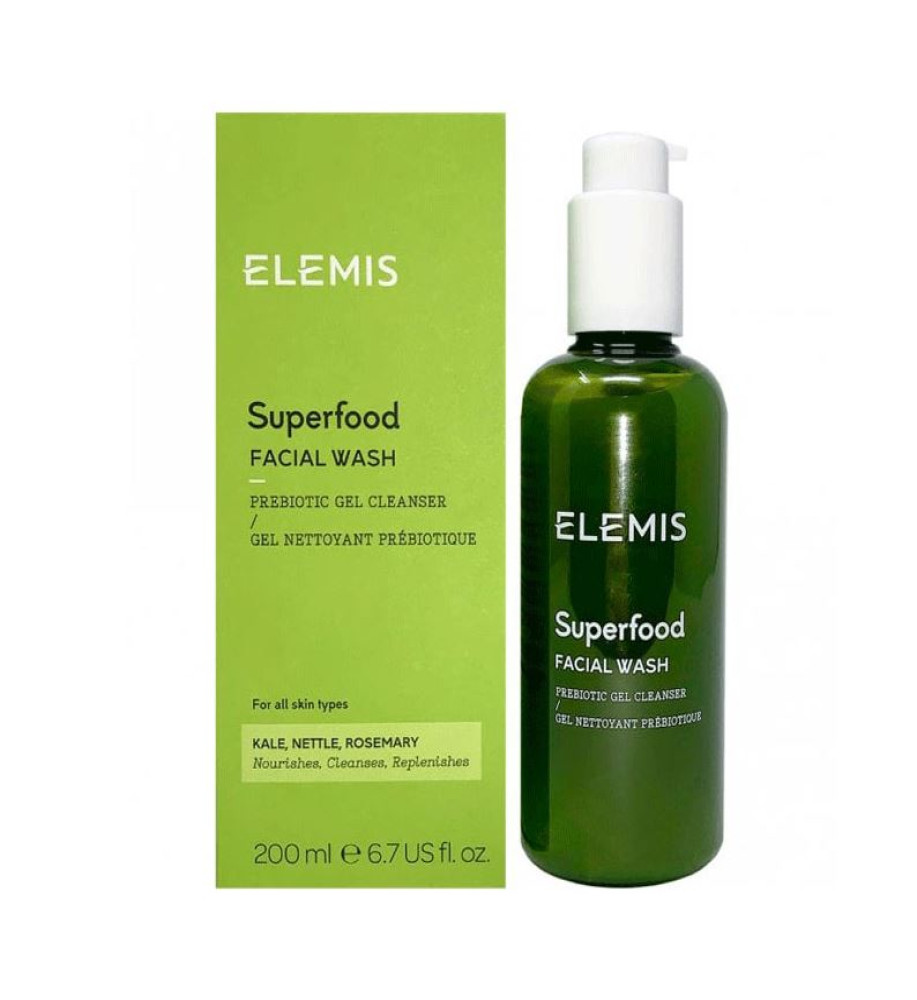 ELEMIS
Superfood
FACIAL WASH
PREBIOTIC GEL CLEANSER
/
GEL NETTOYANT PRÉBIOTIQUE
For all skin types
KALE, NETTLE, ROSEMARY
Nourishes, Cleanses, Replenishes
200 ml ℮ 6.7 US fl. oz.
ELEMIS
Superfood
FACIAL WASH
PREBIOTIC GEL CLEANSER
/
GEL NETTOYANT PRÉBIOTIQUE